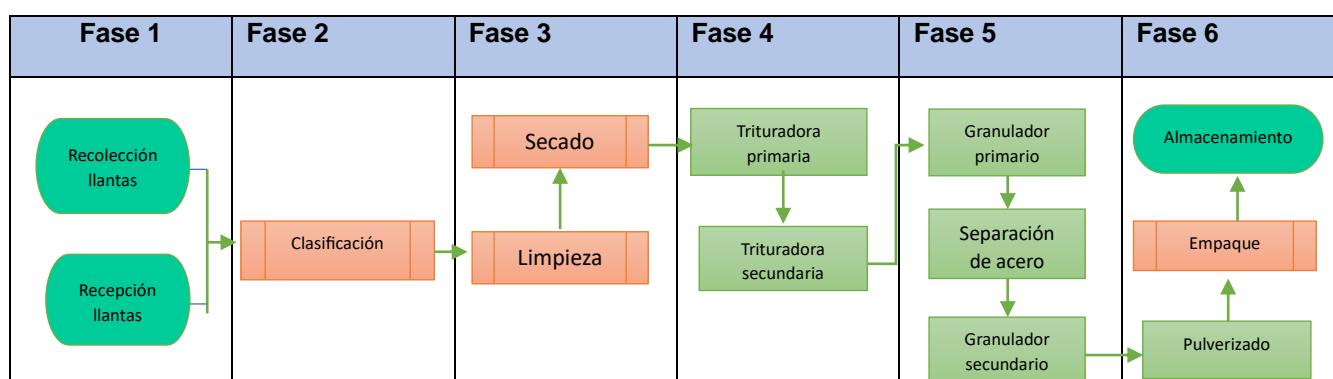 Fase 1
Fase 2
Fase 3
Fase 4
Fase 5
Fase 6
Recolección
llantas
Recepción
llantas
Clasificación
Secado
Limpieza
Trituradora
primaria
Trituradora
secundaria
Granulador
primario
Separación
de acero
Granulador
secundario
Almacenamiento
Empaque
Pulverizado